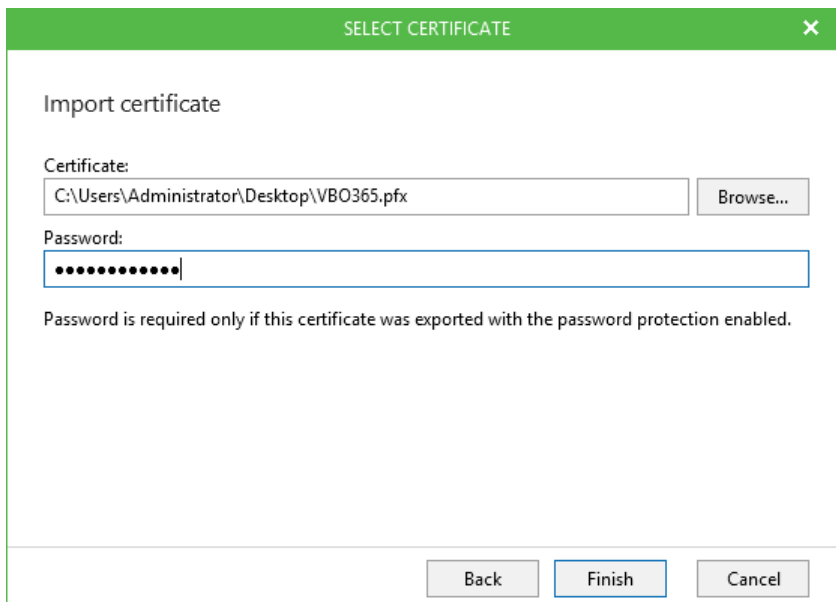 SELECT CERTIFICATE
Import certificate
Certificate:
C:\Users\Administrator\Desktop\VBO365.pfx
Browse...
Password:
••••••••••••
Password is required only if this certificate was exported with the password protection enabled.
Back
Finish
Cancel